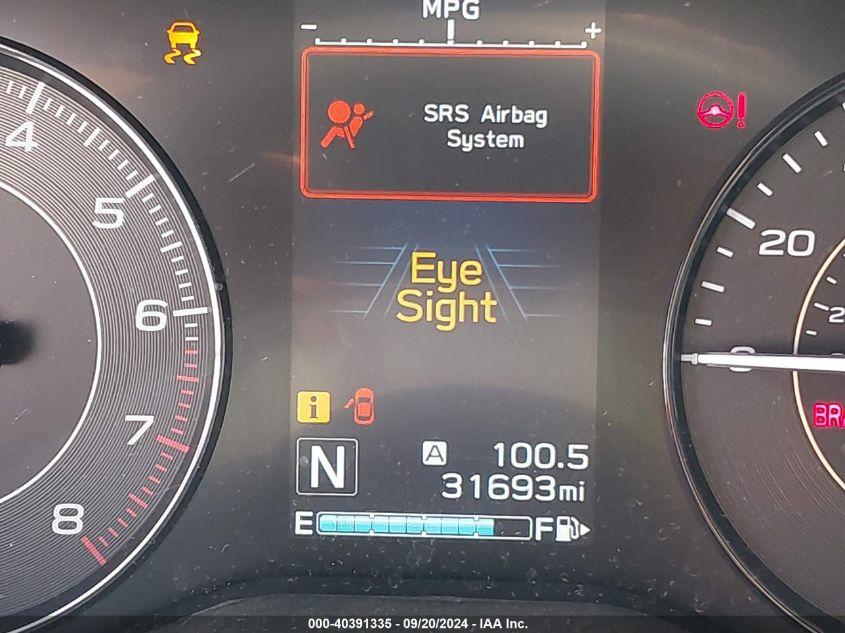 MPG
- +
SRS Airbag
System
4
5
6
7
8
20
Eye
Sight
i
N
A 100.5
31693mi
E F
000-40391335 - 09/20/2024 - IAA Inc.